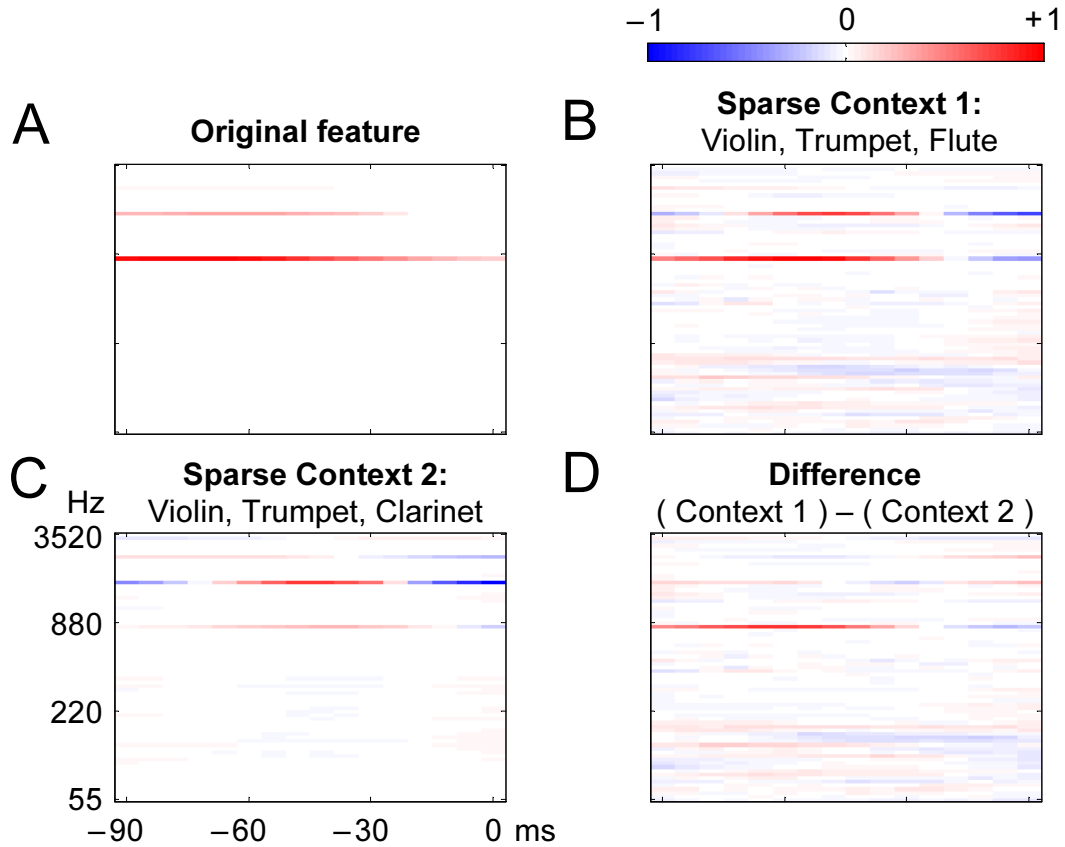 −1 0 +1
A
Original feature
B
Sparse Context 1:
Violin, Trumpet, Flute
C
Sparse Context 2:
Violin, Trumpet, Clarinet
Hz
3520
880
220
55
−90 −60 −30 0 ms
D
Difference
( Context 1 ) − ( Context 2 )